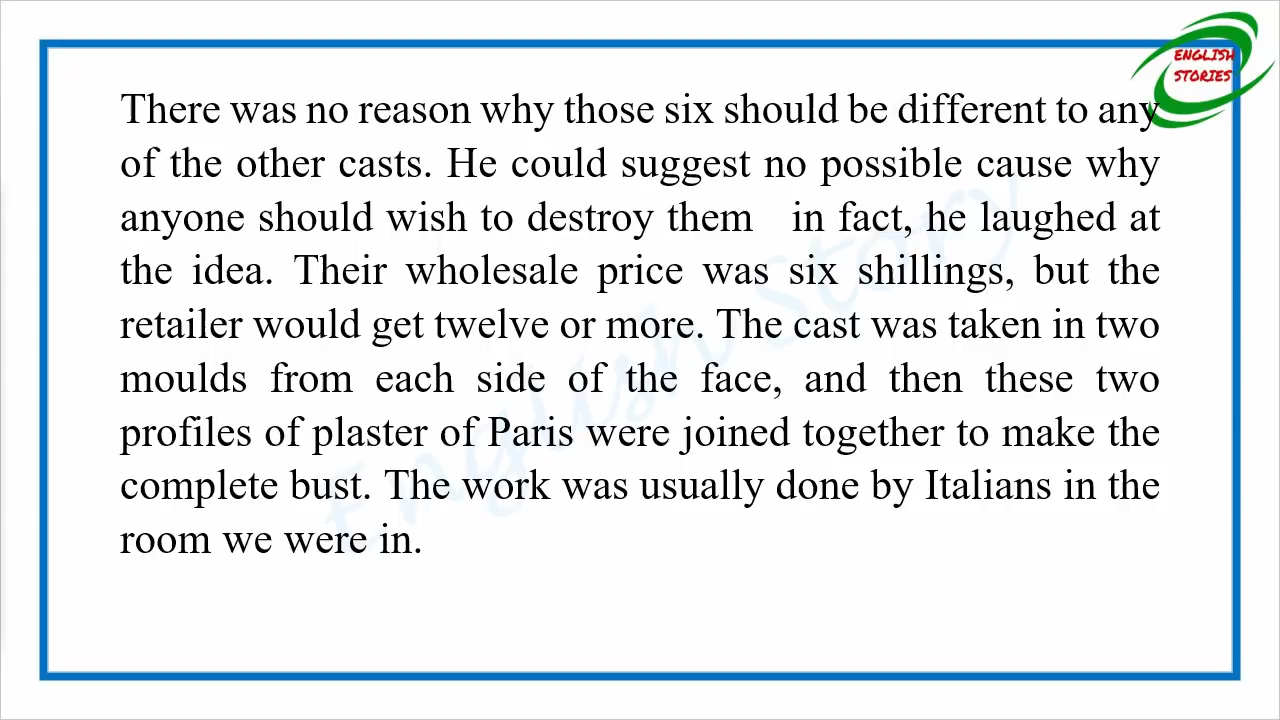 ENGLISH
STORIES
There was no reason why those six should be different to any
of the other casts. He could suggest no possible cause why
anyone should wish to destroy them in fact, he laughed at
the idea. Their wholesale price was six shillings, but the
retailer would get twelve or more. The cast was taken in two
moulds from each side of the face, and then these two
profiles of plaster of Paris were joined together to make the
complete bust. The work was usually done by Italians in the
room we were in.
English Story